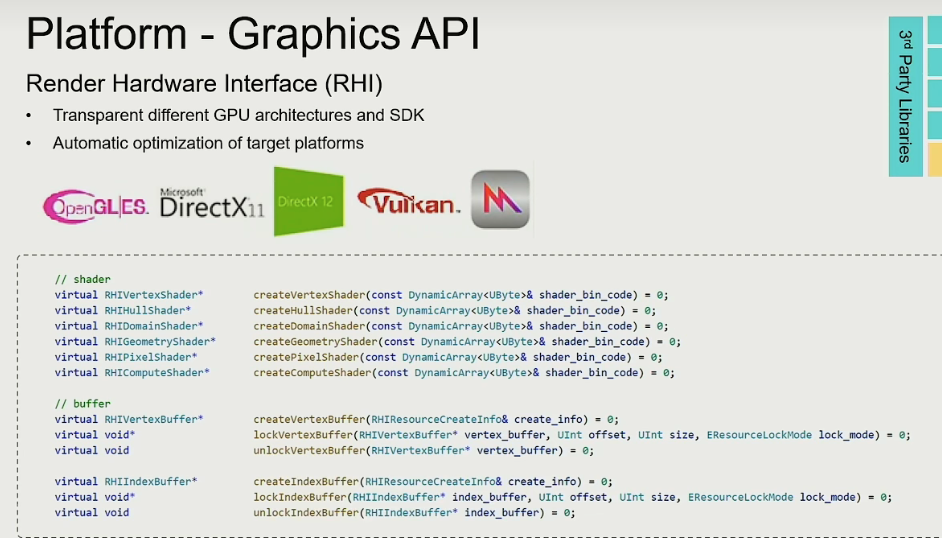 Platform - Graphics API
3rd Party Libraries
Render Hardware Interface (RHI)
• Transparent different GPU architectures and SDK
• Automatic optimization of target platforms
OpenGL|ES. Microsoft DirectX 11 DirectX 12 Vulkan.
// shader
virtual RHIVertexShader* createVertexShader(const DynamicArray<UByte>& shader_bin_code) = 0;
virtual RHIHullShader* createHullShader(const DynamicArray<UByte>& shader_bin_code) = 0;
virtual RHIDomainShader* createDomainShader(const DynamicArray<UByte>& shader_bin_code) = 0;
virtual RHIGeometryShader* createGeometryShader(const DynamicArray<UByte>& shader_bin_code) = 0;
virtual RHIPixelShader* createPixelShader(const DynamicArray<UByte>& shader_bin_code) = 0;
virtual RHIComputeShader* createComputeShader(const DynamicArray<UByte>& shader_bin_code) = 0;
// buffer
virtual RHIVertexBuffer* createVertexBuffer(RHIResourceCreateInfo& create_info) = 0;
virtual void* lockVertexBuffer(RHIVertexBuffer* vertex_buffer, UInt offset, UInt size, EResourceLockMode lock_mode) = 0;
virtual void unlockVertexBuffer(RHIVertexBuffer* vertex_buffer) = 0;
virtual RHIIndexBuffer* createIndexBuffer(RHIResourceCreateInfo& create_info) = 0;
virtual void* lockIndexBuffer(RHIIndexBuffer* index_buffer, UInt offset, UInt size, EResourceLockMode lock_mode) = 0;
virtual void unlockIndexBuffer(RHIIndexBuffer* index_buffer) = 0;